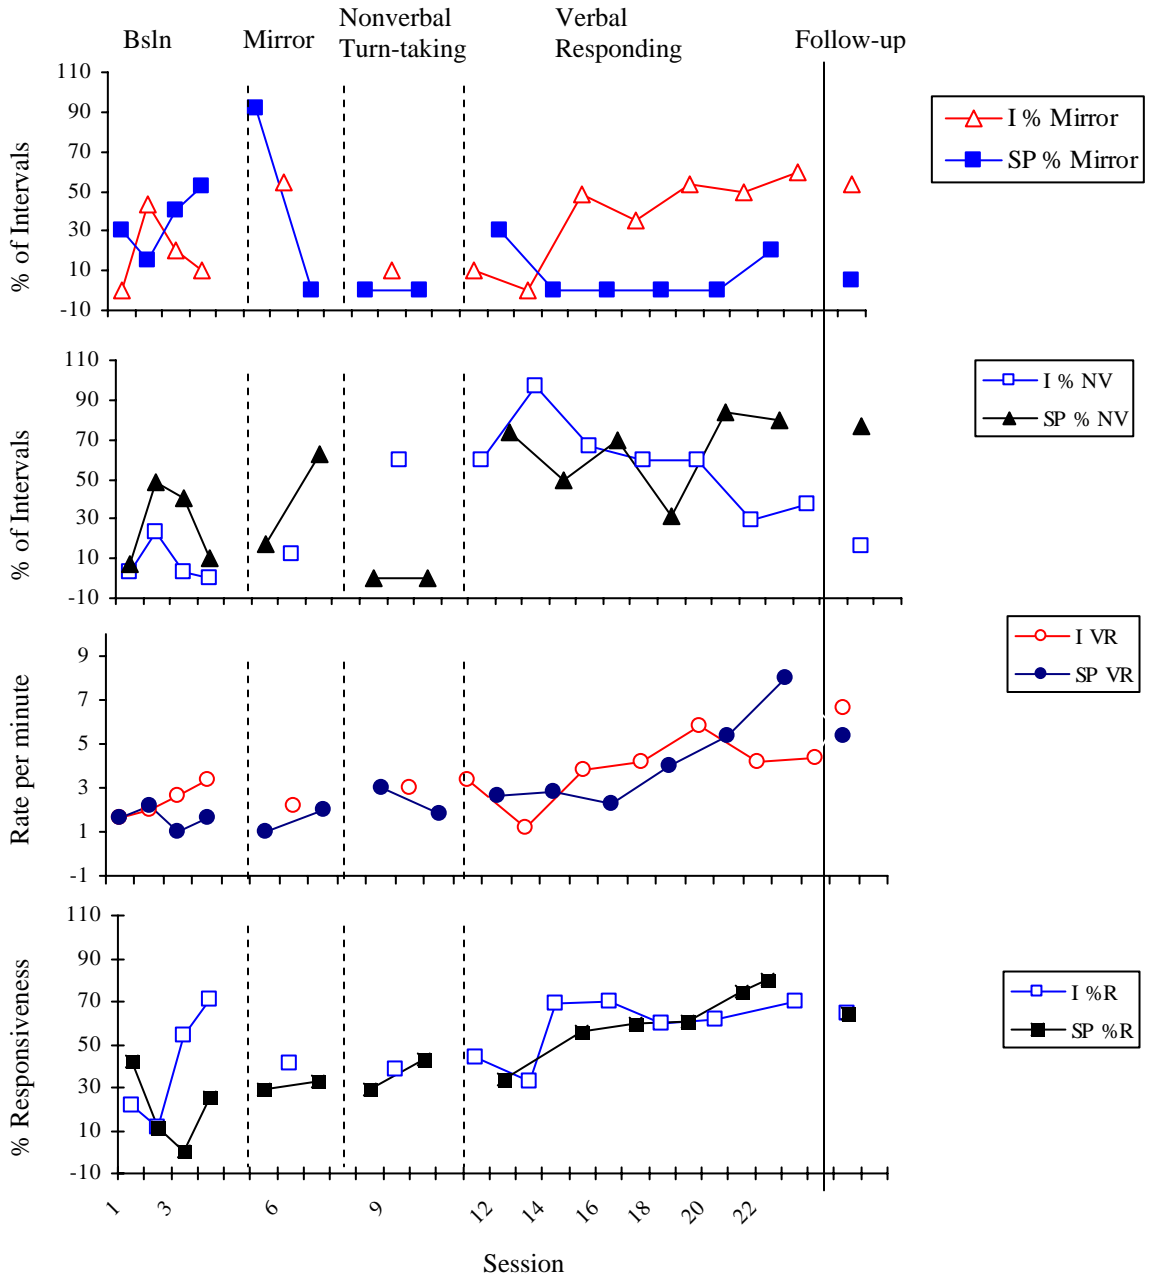 Bsln
Mirror
Nonverbal
Turn-taking
Verbal
Responding
Follow-up
% of Intervals
110
90
70
50
30
10
-10
I % Mirror
SP % Mirror
% of Intervals
110
90
70
50
30
10
-10
I % NV
SP % NV
Rate per minute
9
7
5
3
1
-1
I VR
SP VR
% Responsiveness
110
90
70
50
30
10
-10
I %R
SP %R
1 3 6 9 12 14 16 18 20 22
Session